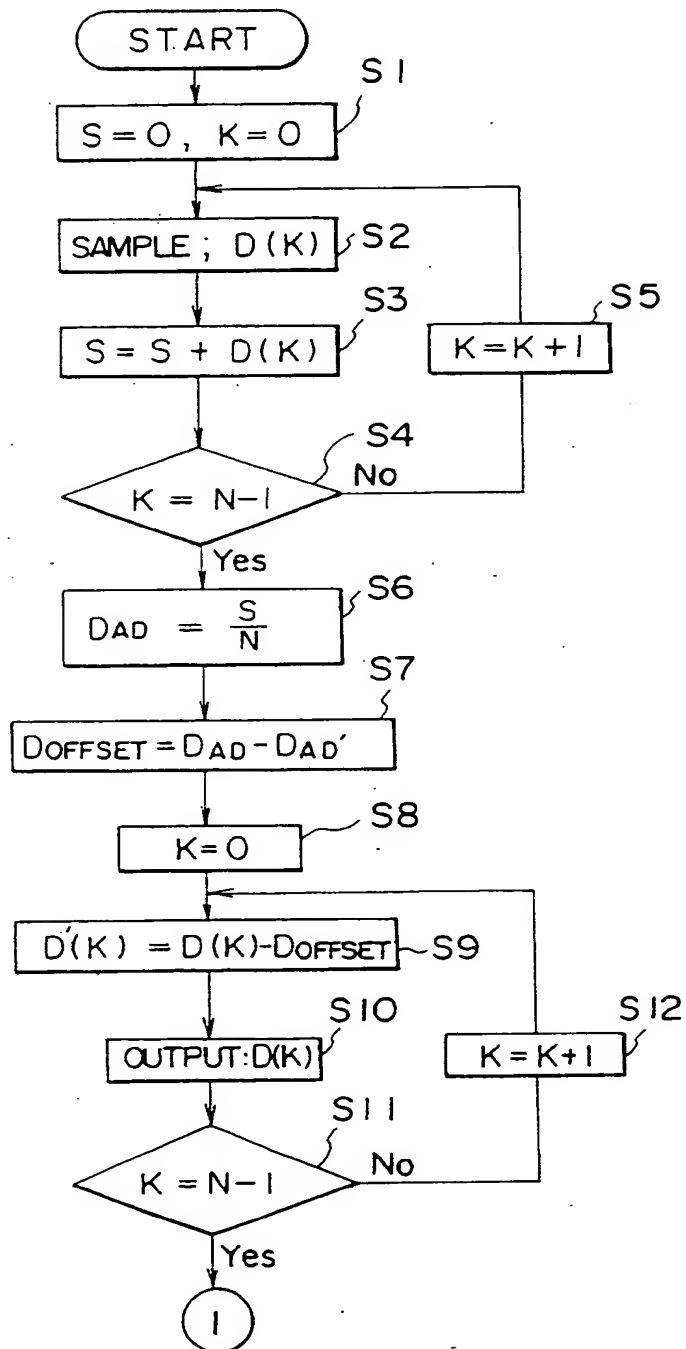 START
S1
S=0, K=0
SAMPLE; D(K)
S2
S3
S5
S=S + D(K)
K=K+1
S4
No
K = N-1
Yes
S6
DAD = S/N
S7
DOFFSET=DAD-DAD'
S8
K=0
D'(K) = D(K)-DOFFSET
S9
S10
S12
OUTPUT:D(K)
K=K+1
S11
No
K=N-1
Yes
1